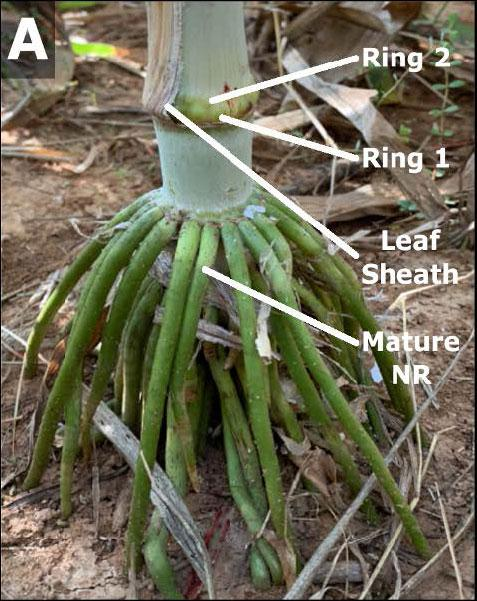 A
Ring 2
Ring 1
Leaf
Sheath
Mature
NR